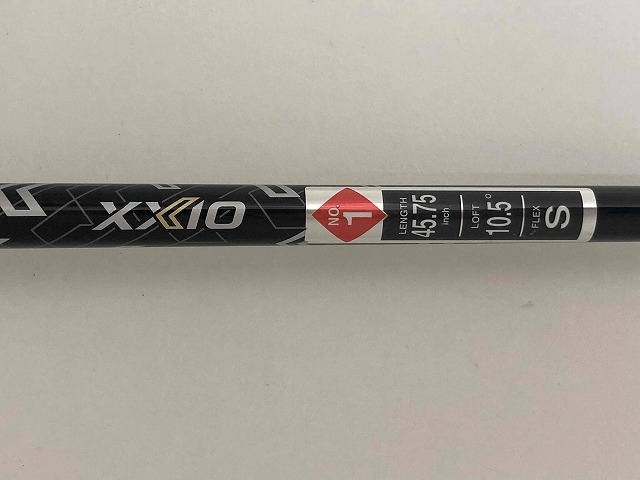 XXIO
NO. 1
LENGTH
45.75
inch
LOFT
10.5°
FLEX
S